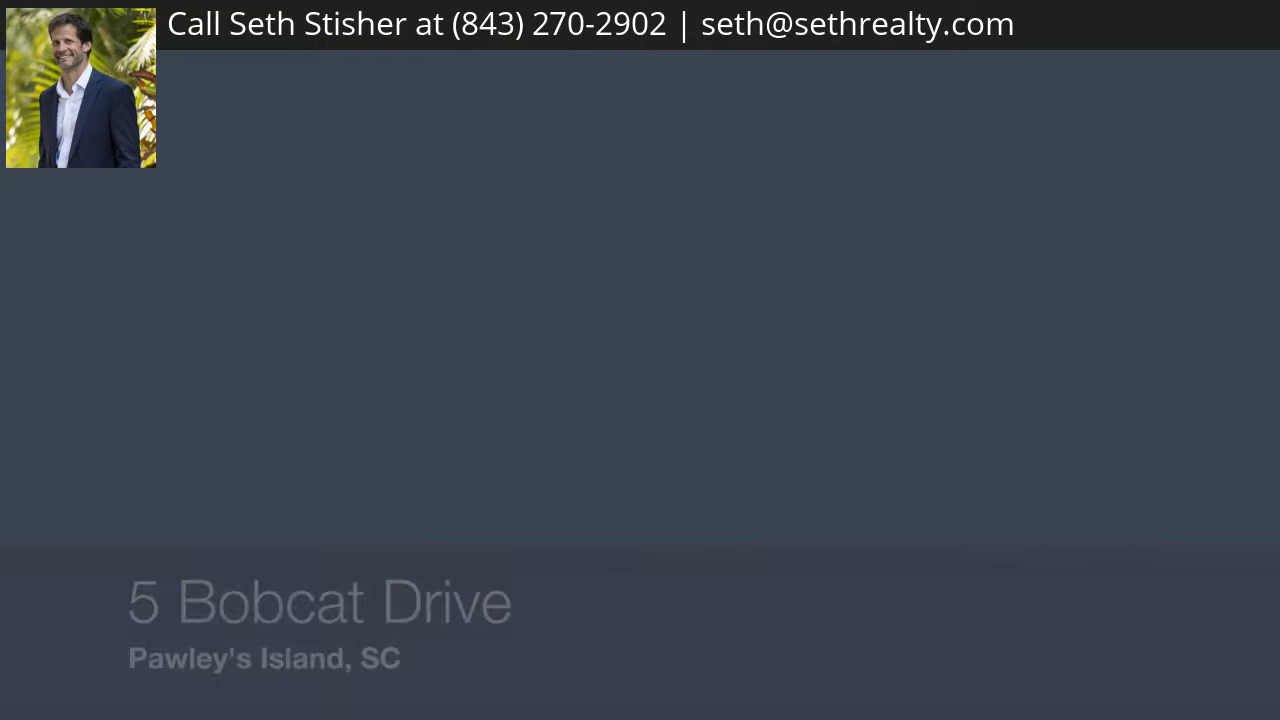 Call Seth Stisher at (843) 270-2902 | seth@sethrealty.com
5 Bobcat Drive
Pawley's Island, SC